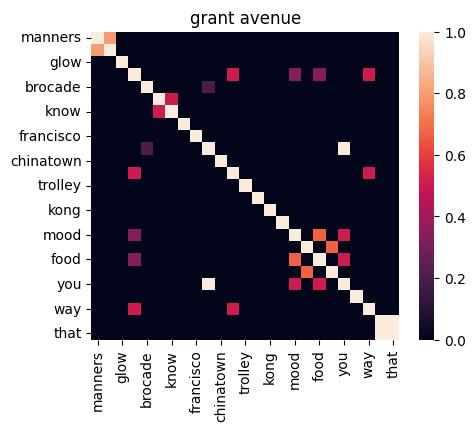 grant avenue
manners
glow
brocade
know
francisco
chinatown
trolley
kong
mood
food
you
way
that
1.0
0.8
0.6
0.4
0.2
0.0
manners
glow
brocade
know
francisco
chinatown
trolley
kong
mood
food
you
way
that